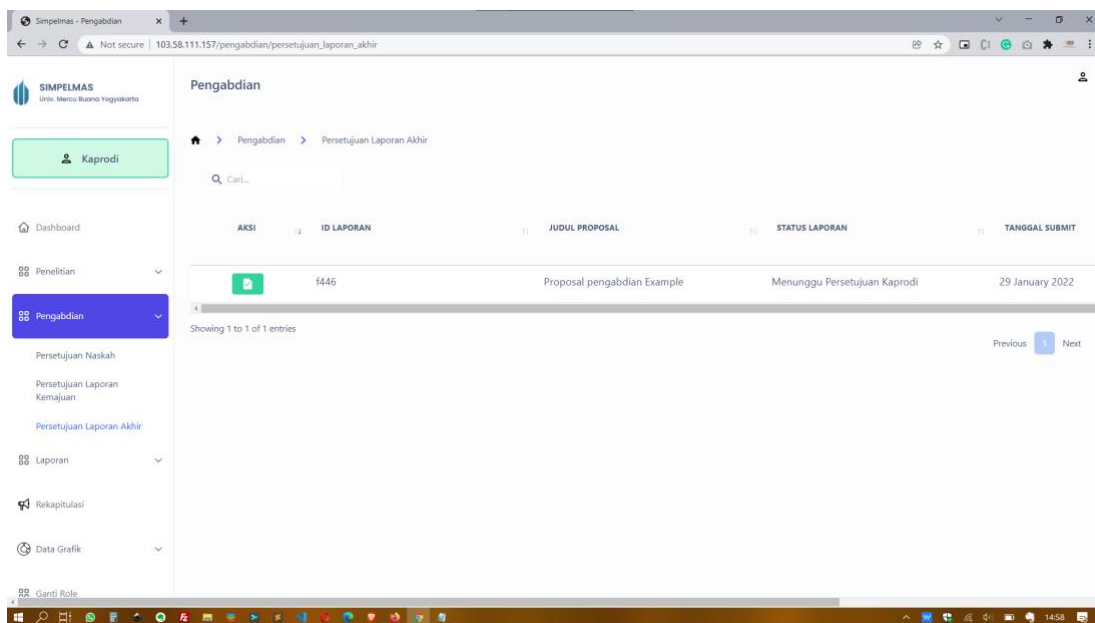 Simpelmas - Pengabdian
Not secure | 103.58.111.157/pengabdian/persetujuan_laporan_akhir
SIMPELMAS
Univ. Mercu Buana Yogyakarta
Pengabdian
Kaprodi
Pengabdian > Persetujuan Laporan Akhir
Cari...
AKSI ID LAPORAN JUDUL PROPOSAL STATUS LAPORAN TANGGAL SUBMIT
f446 Proposal pengabdian Example Menunggu Persetujuan Kaprodi 29 January 2022
Showing 1 to 1 of 1 entries
Previous 1 Next
Dashboard
Penelitian
Pengabdian
Persetujuan Naskah
Persetujuan Laporan
Kemajuan
Persetujuan Laporan Akhir
Laporan
Rekapitulasi
Data Grafik
Ganti Role
14:58